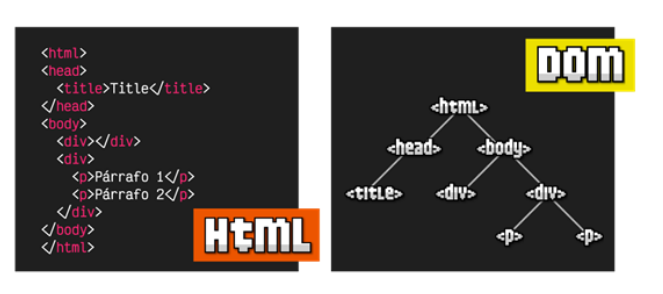 <html>
<head>
<title>Title</title>
</head>
<body>
<div></div>
<div>
<p>Párrafo 1</p>
<p>Párrafo 2</p>
</div>
</body>
</html>
HtmL
DOM
<html>
<head> <body>
<title> <div> <div>
<p> <p>